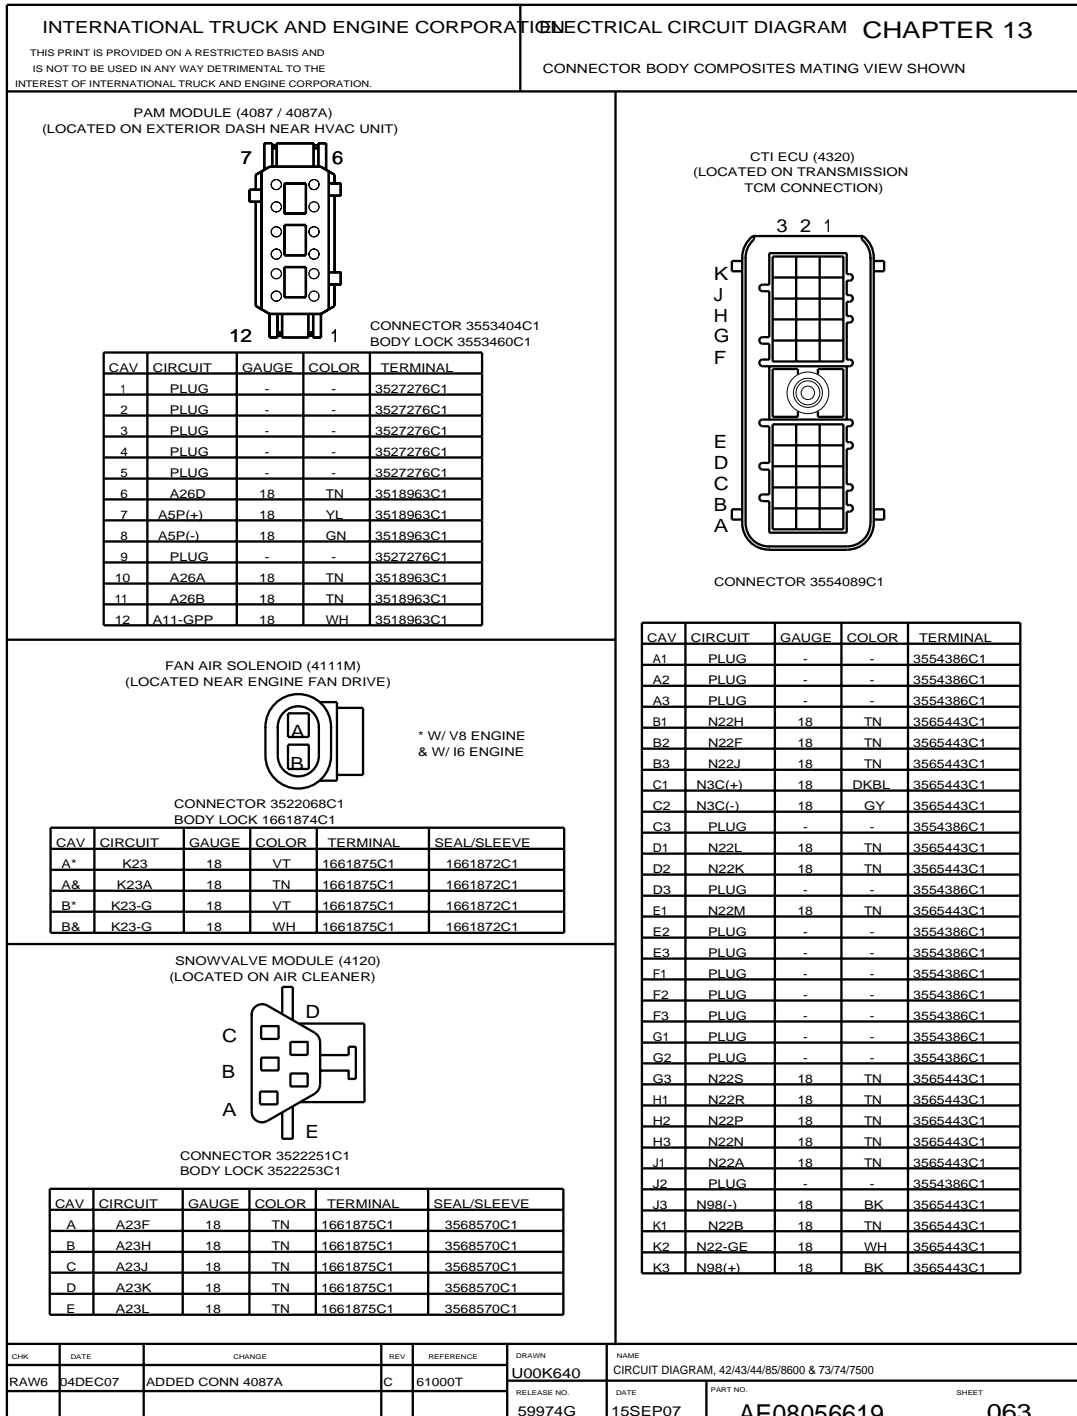 INTERNATIONAL TRUCK AND ENGINE CORPORATION
THIS PRINT IS PROVIDED ON A RESTRICTED BASIS AND
IS NOT TO BE USED IN ANY WAY DETRIMENTAL TO THE
INTEREST OF INTERNATIONAL TRUCK AND ENGINE CORPORATION.
ELECTRICAL CIRCUIT DIAGRAM CHAPTER 13
CONNECTOR BODY COMPOSITES MATING VIEW SHOWN
PAM MODULE (4087 / 4087A)
(LOCATED ON EXTERIOR DASH NEAR HVAC UNIT)
7 6
12 1
CONNECTOR 3553404C1
BODY LOCK 3553460C1
CAV CIRCUIT GAUGE COLOR TERMINAL
1 PLUG - - 3527276C1
2 PLUG - - 3527276C1
3 PLUG - - 3527276C1
4 PLUG - - 3527276C1
5 PLUG - - 3527276C1
6 A26D 18 TN 3518963C1
7 A5P(+) 18 YL 3518963C1
8 A5P(-) 18 GN 3518963C1
9 PLUG - - 3527276C1
10 A26A 18 TN 3518963C1
11 A26B 18 TN 3518963C1
12 A11-GPP 18 WH 3518963C1
FAN AIR SOLENOID (4111M)
(LOCATED NEAR ENGINE FAN DRIVE)
A
B
* W/ V8 ENGINE
& W/ I6 ENGINE
CONNECTOR 3522068C1
BODY LOCK 1661874C1
CAV CIRCUIT GAUGE COLOR TERMINAL SEAL/SLEEVE
A* K23 18 VT 1661875C1 1661872C1
A& K23A 18 TN 1661875C1 1661872C1
B* K23-G 18 VT 1661875C1 1661872C1
B& K23-G 18 WH 1661875C1 1661872C1
SNOWVALVE MODULE (4120)
(LOCATED ON AIR CLEANER)
D
C
B
A
E
CONNECTOR 3522251C1
BODY LOCK 3522253C1
CAV CIRCUIT GAUGE COLOR TERMINAL SEAL/SLEEVE
A A23F 18 TN 1661875C1 3568570C1
B A23H 18 TN 1661875C1 3568570C1
C A23J 18 TN 1661875C1 3568570C1
D A23K 18 TN 1661875C1 3568570C1
E A23L 18 TN 1661875C1 3568570C1
CTI ECU (4320)
(LOCATED ON TRANSMISSION
TCM CONNECTION)
3 2 1
K
J
H
G
F
E
D
C
B
A
CONNECTOR 3554089C1
CAV CIRCUIT GAUGE COLOR TERMINAL
A1 PLUG - - 3554386C1
A2 PLUG - - 3554386C1
A3 PLUG - - 3554386C1
B1 N22H 18 TN 3565443C1
B2 N22F 18 TN 3565443C1
B3 N22J 18 TN 3565443C1
C1 N3C(+) 18 DKBL 3565443C1
C2 N3C(-) 18 GY 3565443C1
C3 PLUG - - 3554386C1
D1 N22L 18 TN 3565443C1
D2 N22K 18 TN 3565443C1
D3 PLUG - - 3554386C1
E1 N22M 18 TN 3565443C1
E2 PLUG - - 3554386C1
E3 PLUG - - 3554386C1
F1 PLUG - - 3554386C1
F2 PLUG - - 3554386C1
F3 PLUG - - 3554386C1
G1 PLUG - - 3554386C1
G2 PLUG - - 3554386C1
G3 N22S 18 TN 3565443C1
H1 N22R 18 TN 3565443C1
H2 N22P 18 TN 3565443C1
H3 N22N 18 TN 3565443C1
J1 N22A 18 TN 3565443C1
J2 PLUG - - 3554386C1
J3 N98(-) 18 BK 3565443C1
K1 N22B 18 TN 3565443C1
K2 N22-GE 18 WH 3565443C1
K3 N98(+) 18 BK 3565443C1
CHK DATE CHANGE REV REFERENCE
RAW6 04DEC07 ADDED CONN 4087A C 61000T
DRAWN
U00K640
NAME
CIRCUIT DIAGRAM, 42/43/44/85/8600 & 73/74/7500
RELEASE NO. DATE PART NO. SHEET
59974G 15SEP07 AE08056619 063